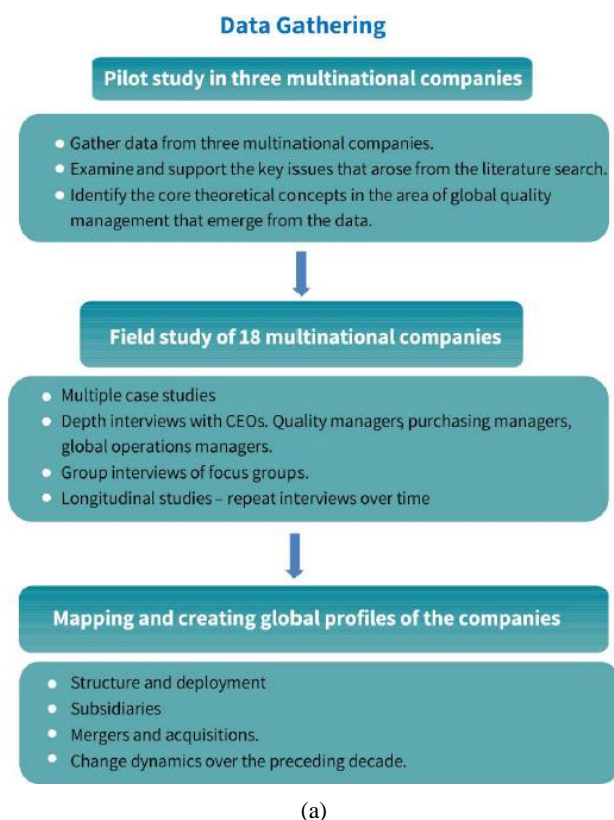 Data Gathering
Pilot study in three multinational companies
● Gather data from three multinational companies.
● Examine and support the key issues that arose from the literature search.
● Identify the core theoretical concepts in the area of global quality
management that emerge from the data.
Field study of 18 multinational companies
● Multiple case studies
● Depth interviews with CEOs. Quality managers, purchasing managers,
global operations managers.
● Group interviews of focus groups.
● Longitudinal studies – repeat interviews over time
Mapping and creating global profiles of the companies
● Structure and deployment
● Subsidiaries
● Mergers and acquisitions.
● Change dynamics over the preceding decade.
(a)